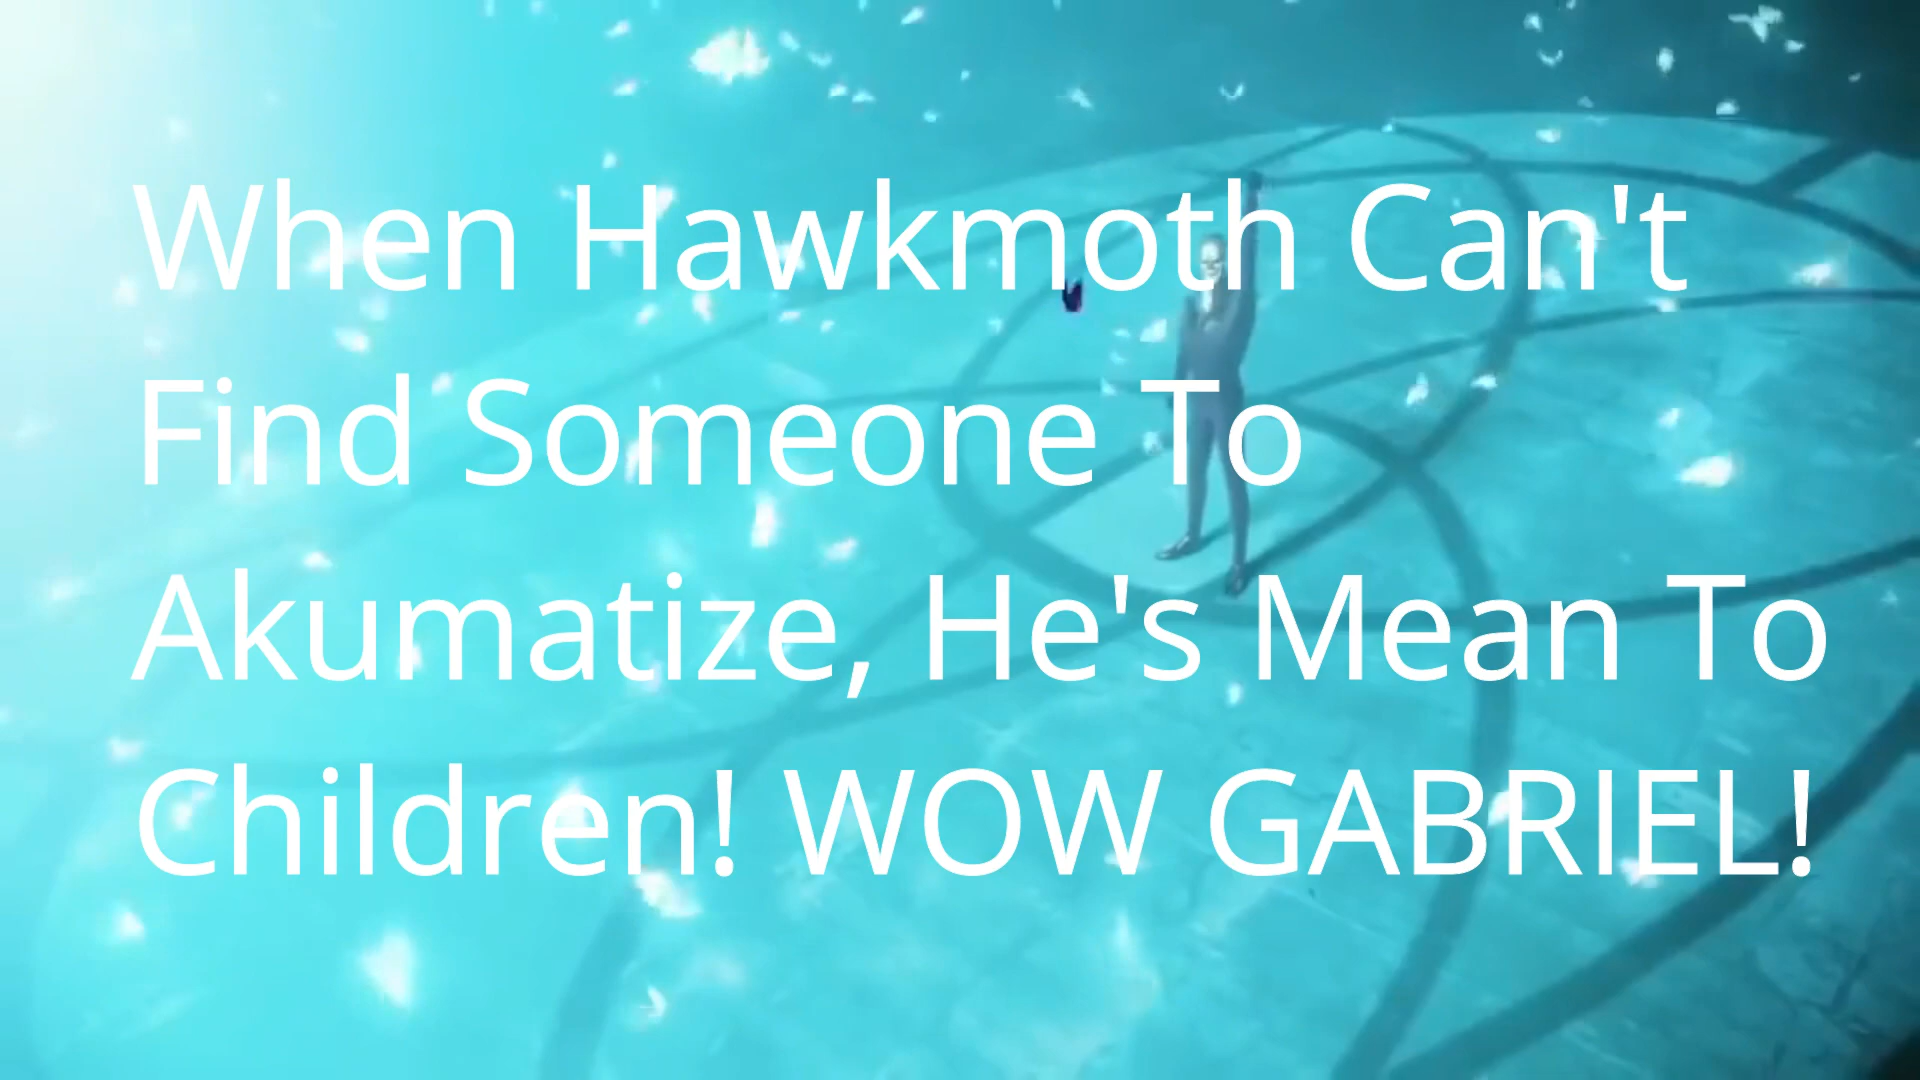 When Hawkmoth Can't
Find Someone To
Akumatize, He's Mean To
Children! WOW GABRIEL!